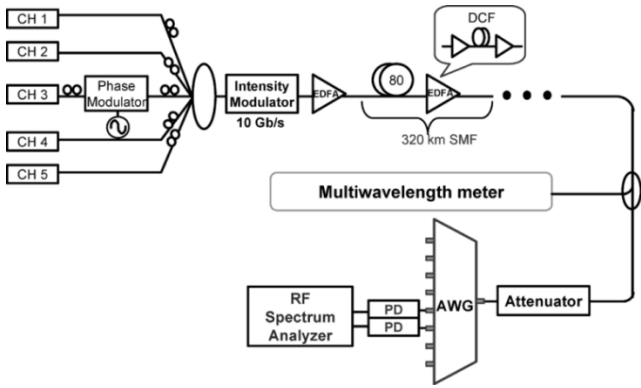 CH 1
CH 2
CH 3
CH 4
CH 5
Phase
Modulator
Intensity
Modulator
10 Gb/s
EDFA
80
EDFA
DCF
320 km SMF
Multiwavelength meter
RF
Spectrum
Analyzer
PD
PD
AWG
Attenuator